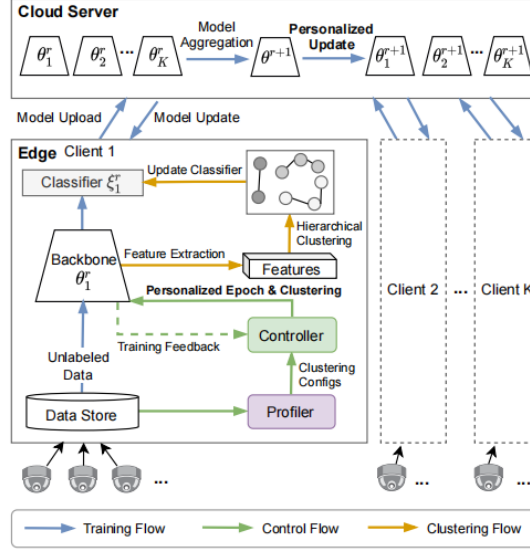 Cloud Server
θ₁ʳ θ₂ʳ ... θ_Kʳ
Model
Aggregation
θʳ⁺¹
Personalized
Update
θ₁ʳ⁺¹ θ₂ʳ⁺¹ ... θ_Kʳ⁺¹
Model Upload
Model Update
Edge Client 1
Classifier ξ₁ʳ
Update Classifier
Hierarchical
Clustering
Backbone
θ₁ʳ
Feature Extraction
Features
Personalized Epoch & Clustering
Training Feedback
Controller
Unlabeled
Data
Clustering
Configs
Data Store
Profiler
Client 2
...
Client K
...
...
...
Training Flow
Control Flow
Clustering Flow